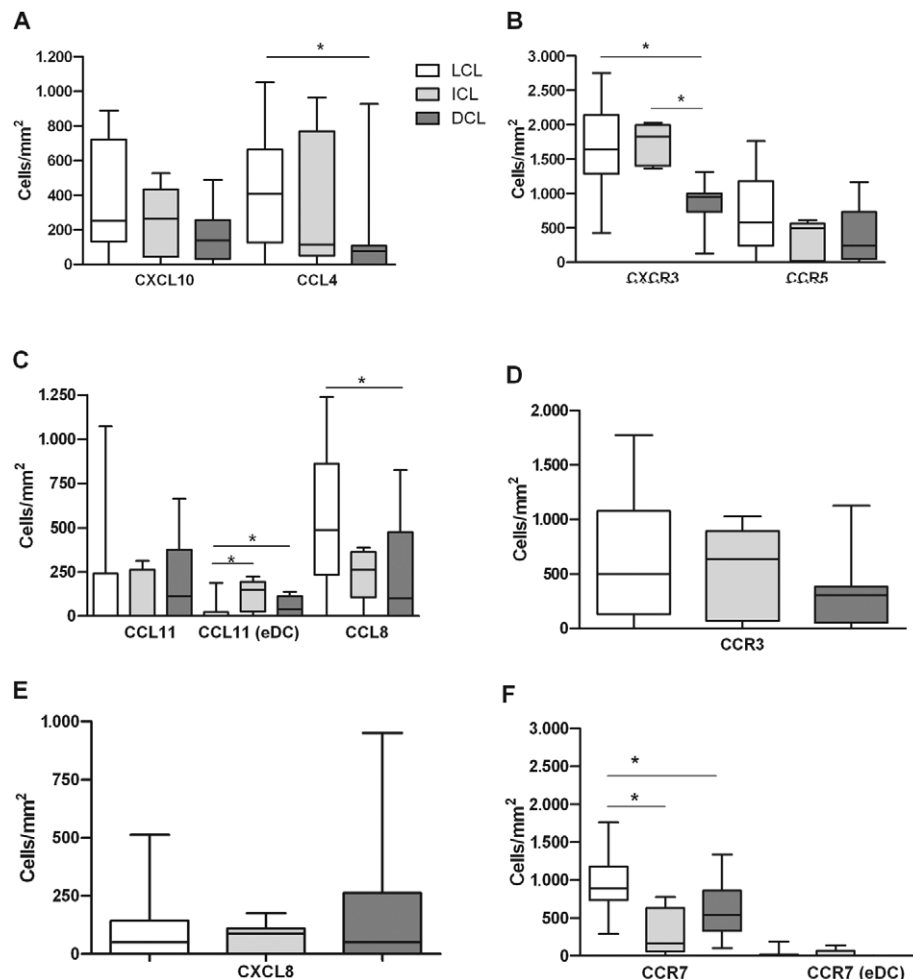 A
*
1.200
1.000
800
600
400
200
0
Cells/mm²
CXCL10
CCL4
LCL
ICL
DCL
B
*
*
3.000
2.500
2.000
1.500
1.000
500
0
Cells/mm²
CXCR3
CCR5
C
*
*
*
1.250
1.000
750
500
250
0
Cells/mm²
CCL11
CCL11 (eDC)
CCL8
D
2.000
1.500
1.000
500
0
Cells/mm²
CCR3
E
1.000
750
500
250
0
Cells/mm²
CXCL8
F
*
*
3.000
2.500
2.000
1.500
1.000
500
0
Cells/mm²
CCR7
CCR7 (eDC)